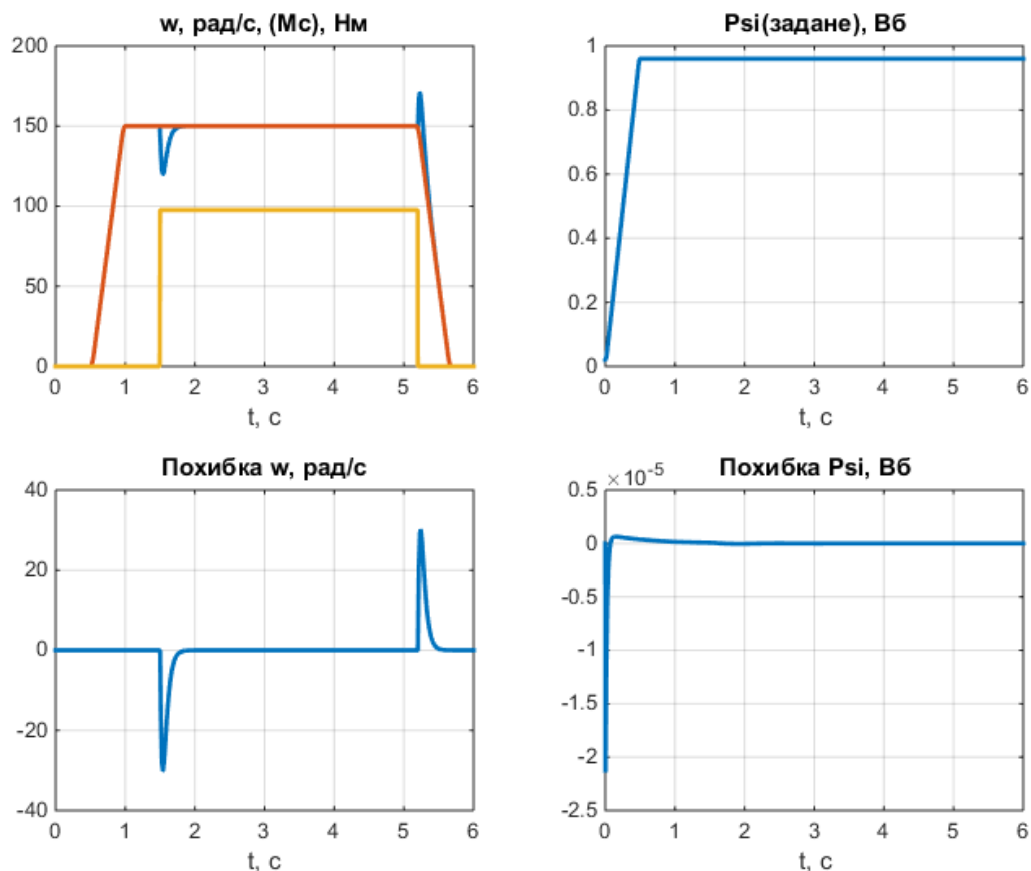 w, рад/с, (Мс), Нм
200
150
100
50
0
0 1 2 3 4 5 6
t, с
Psi(задане), Вб
1
0.8
0.6
0.4
0.2
0
0 1 2 3 4 5 6
t, с
Похибка w, рад/с
40
20
0
-20
-40
0 1 2 3 4 5 6
t, с
Похибка Psi, Вб
×10⁻⁵
0.5
0
-0.5
-1
-1.5
-2
-2.5
0 1 2 3 4 5 6
t, с